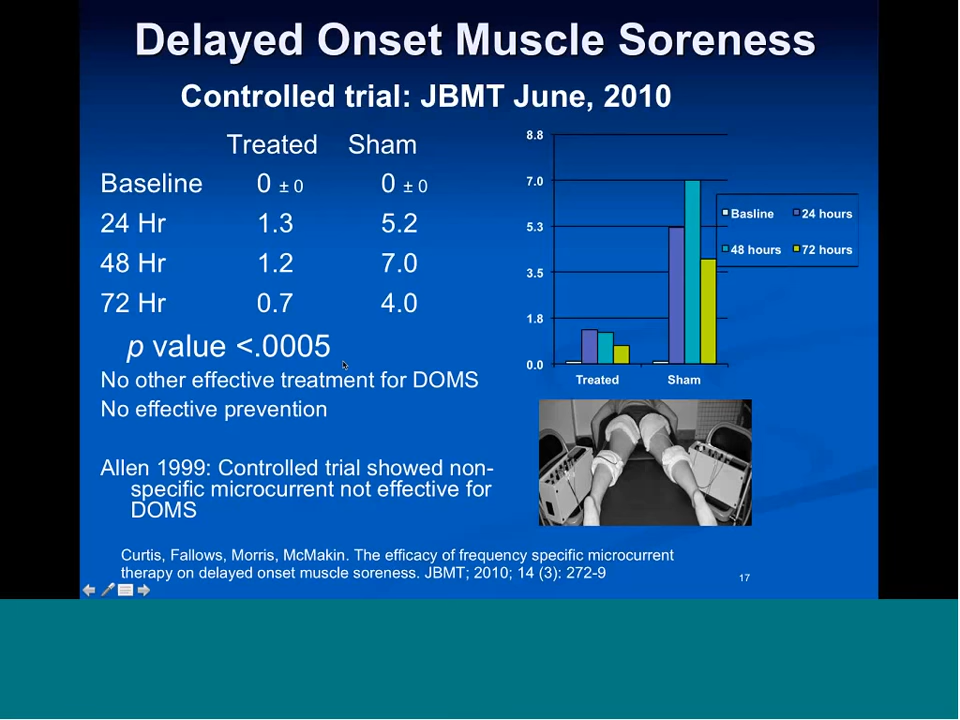 Delayed Onset Muscle Soreness
Controlled trial: JBMT June, 2010
Treated Sham
Baseline 0 ± 0 0 ± 0
24 Hr 1.3 5.2
48 Hr 1.2 7.0
72 Hr 0.7 4.0
p value <.0005
No other effective treatment for DOMS
No effective prevention
Allen 1999: Controlled trial showed non-
specific microcurrent not effective for
DOMS
8.8
7.0
5.3
3.5
1.8
0.0
Treated Sham
Basline 24 hours
48 hours 72 hours
Curtis, Fallows, Morris, McMakin. The efficacy of frequency specific microcurrent
therapy on delayed onset muscle soreness. JBMT; 2010; 14 (3): 272-9
17